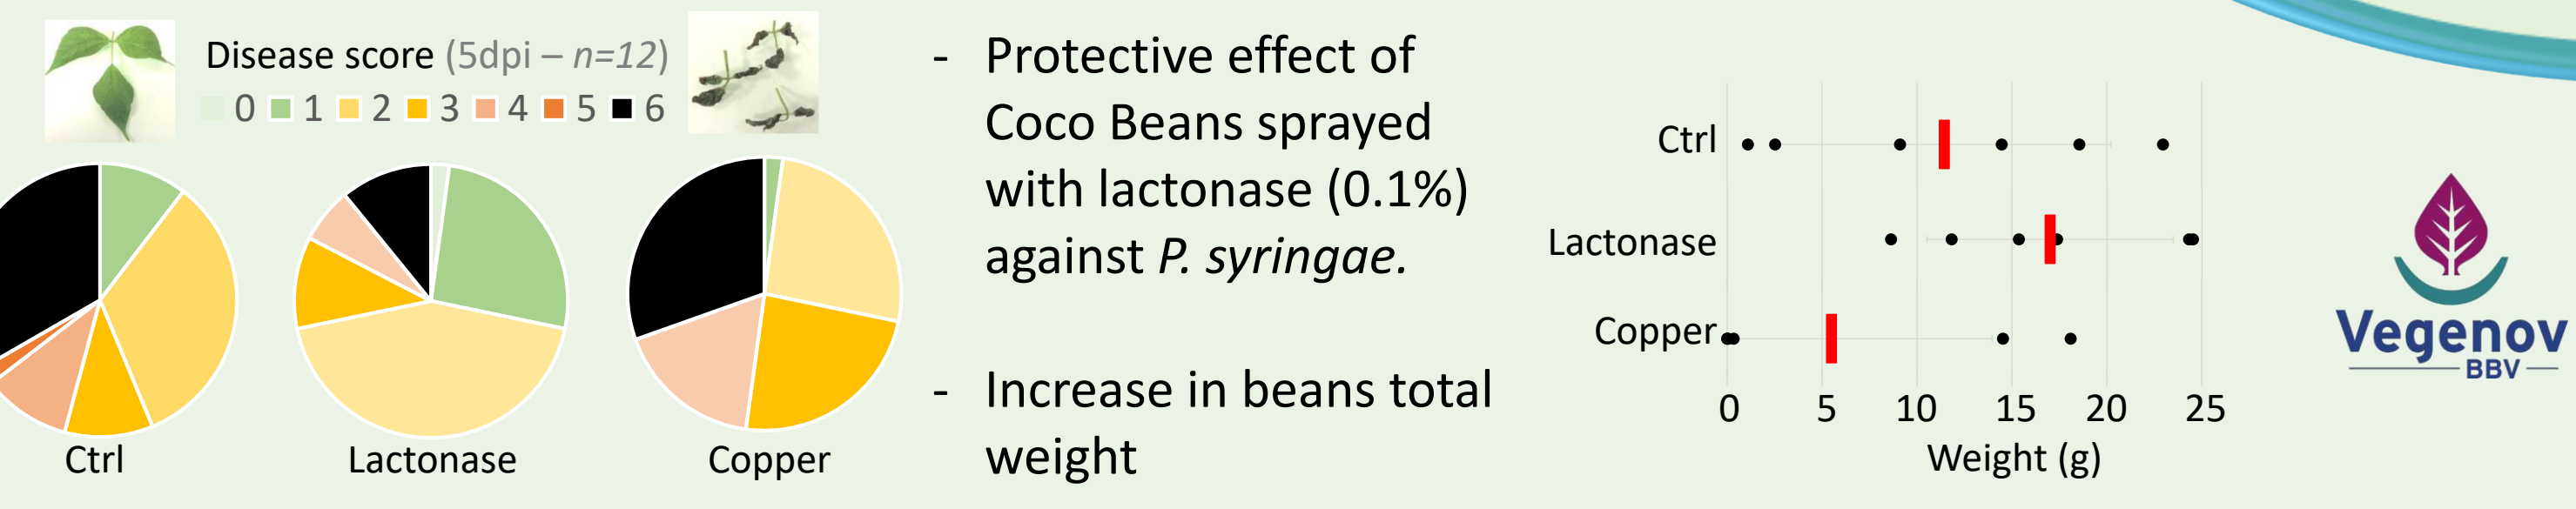 Disease score (5dpi – n=12)
0 1 2 3 4 5 6
Ctrl
Lactonase
Copper
- Protective effect of
Coco Beans sprayed
with lactonase (0.1%)
against P. syringae.
- Increase in beans total
weight
Ctrl
Lactonase
Copper
0 5 10 15 20 25
Weight (g)
Vegenov
BBV